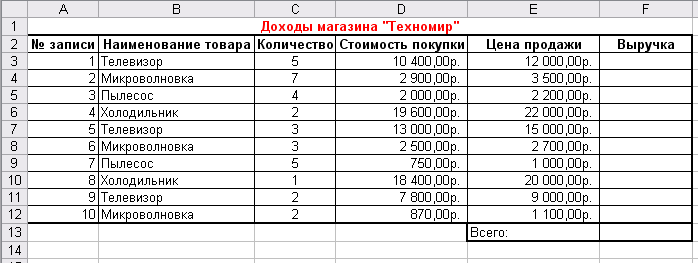 A B C D E F
1 Доходы магазина "Техномир"
2 № записи Наименование товара Количество Стоимость покупки Цена продажи Выручка
3 1 Телевизор 5 10 400,00р. 12 000,00р.
4 2 Микроволновка 7 2 900,00р. 3 500,00р.
5 3 Пылесос 4 2 000,00р. 2 200,00р.
6 4 Холодильник 2 19 600,00р. 22 000,00р.
7 5 Телевизор 3 13 000,00р. 15 000,00р.
8 6 Микроволновка 3 2 500,00р. 2 700,00р.
9 7 Пылесос 5 750,00р. 1 000,00р.
10 8 Холодильник 1 18 400,00р. 20 000,00р.
11 9 Телевизор 2 7 800,00р. 9 000,00р.
12 10 Микроволновка 2 870,00р. 1 100,00р.
13 Всего:
14